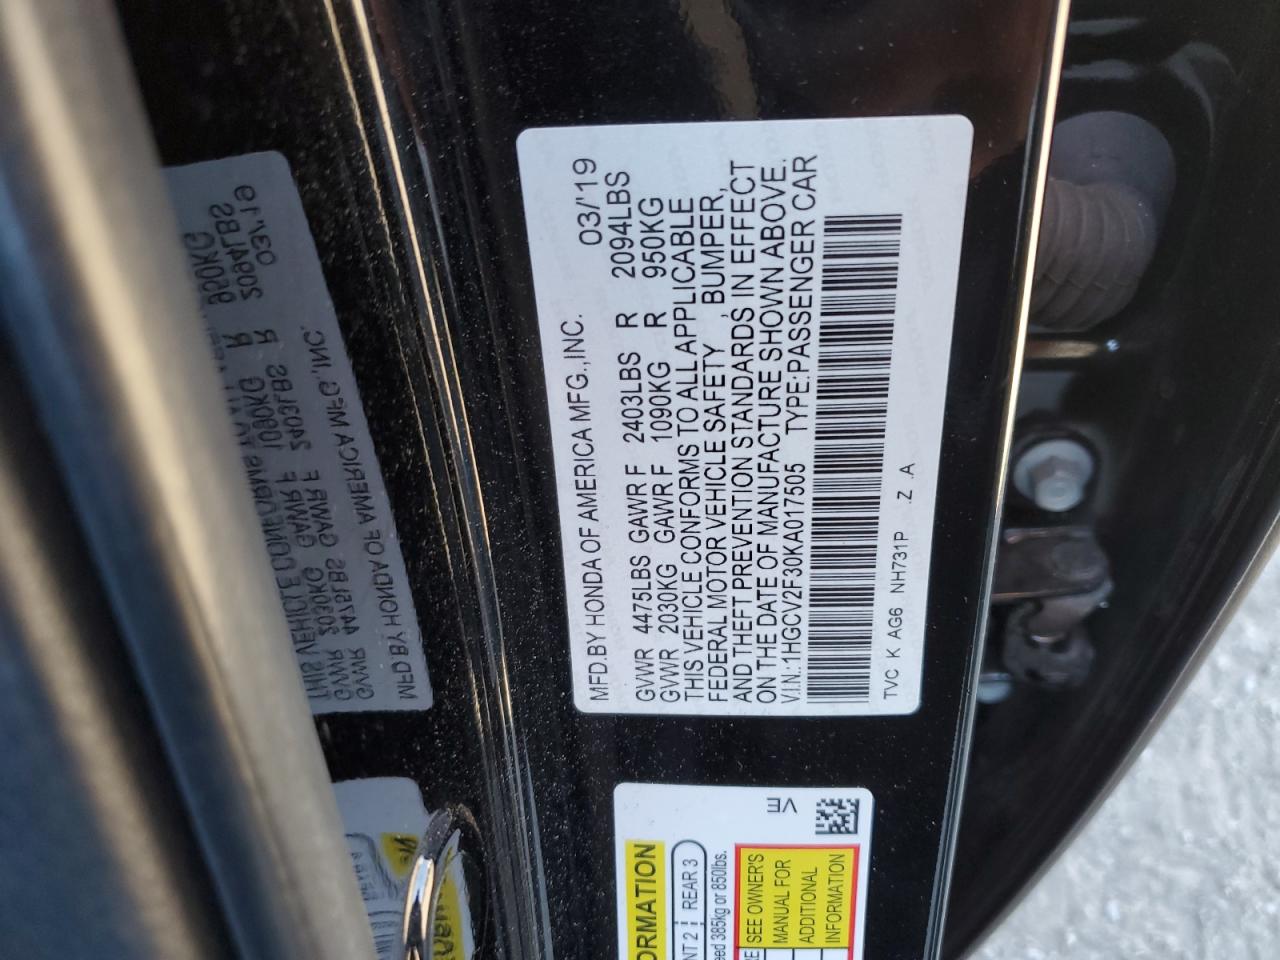 MFD.BY HONDA OF AMERICA MFG.,INC. 03/'19
GVWR 4475LBS GAWR F 2403LBS R 2094LBS
GVWR 2030KG GAWR F 1090KG R 950KG
THIS VEHICLE CONFORMS TO ALL APPLICABLE
FEDERAL MOTOR VEHICLE SAFETY , BUMPER,
AND THEFT PREVENTION STANDARDS IN EFFECT
ON THE DATE OF MANUFACTURE SHOWN ABOVE.
V.I.N.:1HGCV2F30KA017505 TYPE:PASSENGER CAR
TVC K AG6 NH731P Z .A
REAR 3
385kg or 850lbs.
SEE OWNER'S
MANUAL FOR
ADDITIONAL
INFORMATION